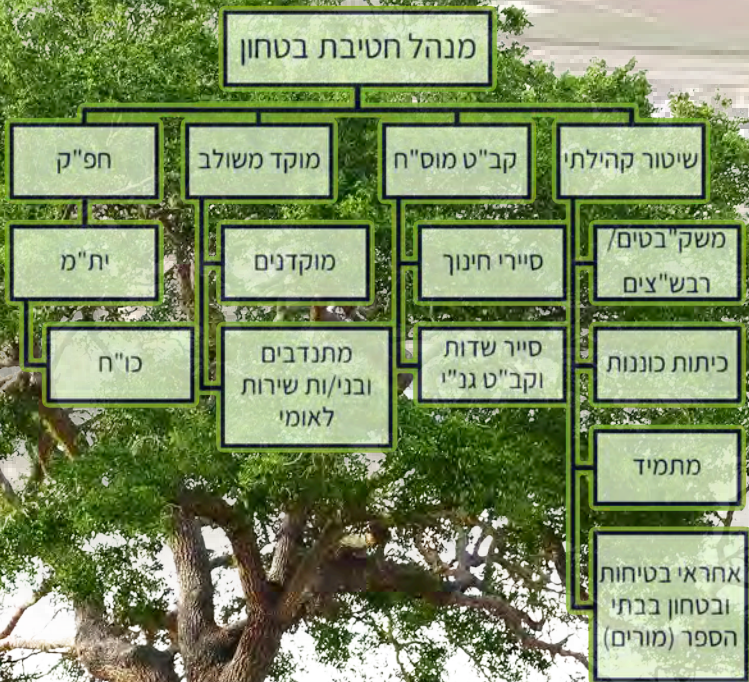 מנהל חטיבת בטחון
שיטור קהילתי
קב"ט מוס"ח
מוקד משולב
חפ"ק
משק"בטים/
רבש"צים
סיירי חינוך
מוקדנים
ית"מ
כיתות כוננות
סייר שדות
וקב"ט גנ"י
מתנדבים
ובני/ות שירות
לאומי
כו"ח
מתמיד
אחראי בטיחות
ובטחון בבתי
הספר (מורים)